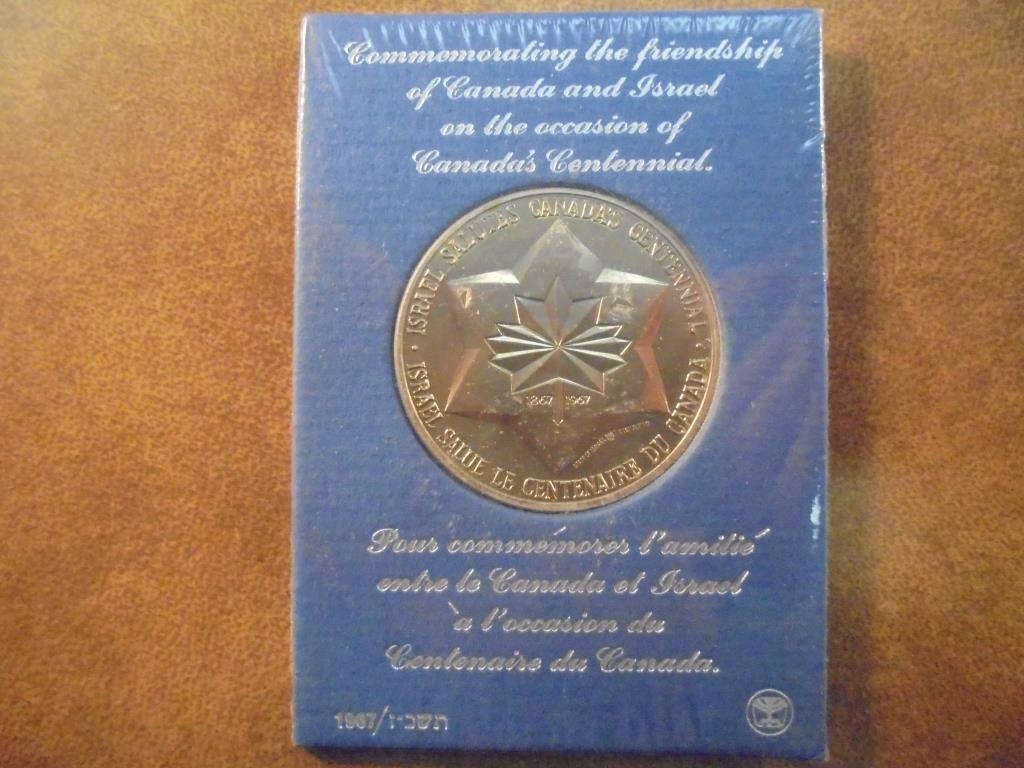 Commemorating the friendship
of Canada and Israel
on the occasion of
Canada's Centennial.
· ISRAEL SALUTES CANADA'S CENTENNIAL ·
ISRAEL SALUE LE CENTENAIRE DU CANADA
1867 1967
Pour commémorer l'amitié
entre le Canada et Israel
à l'occasion du
Centenaire du Canada.
1967/תשכ-ז